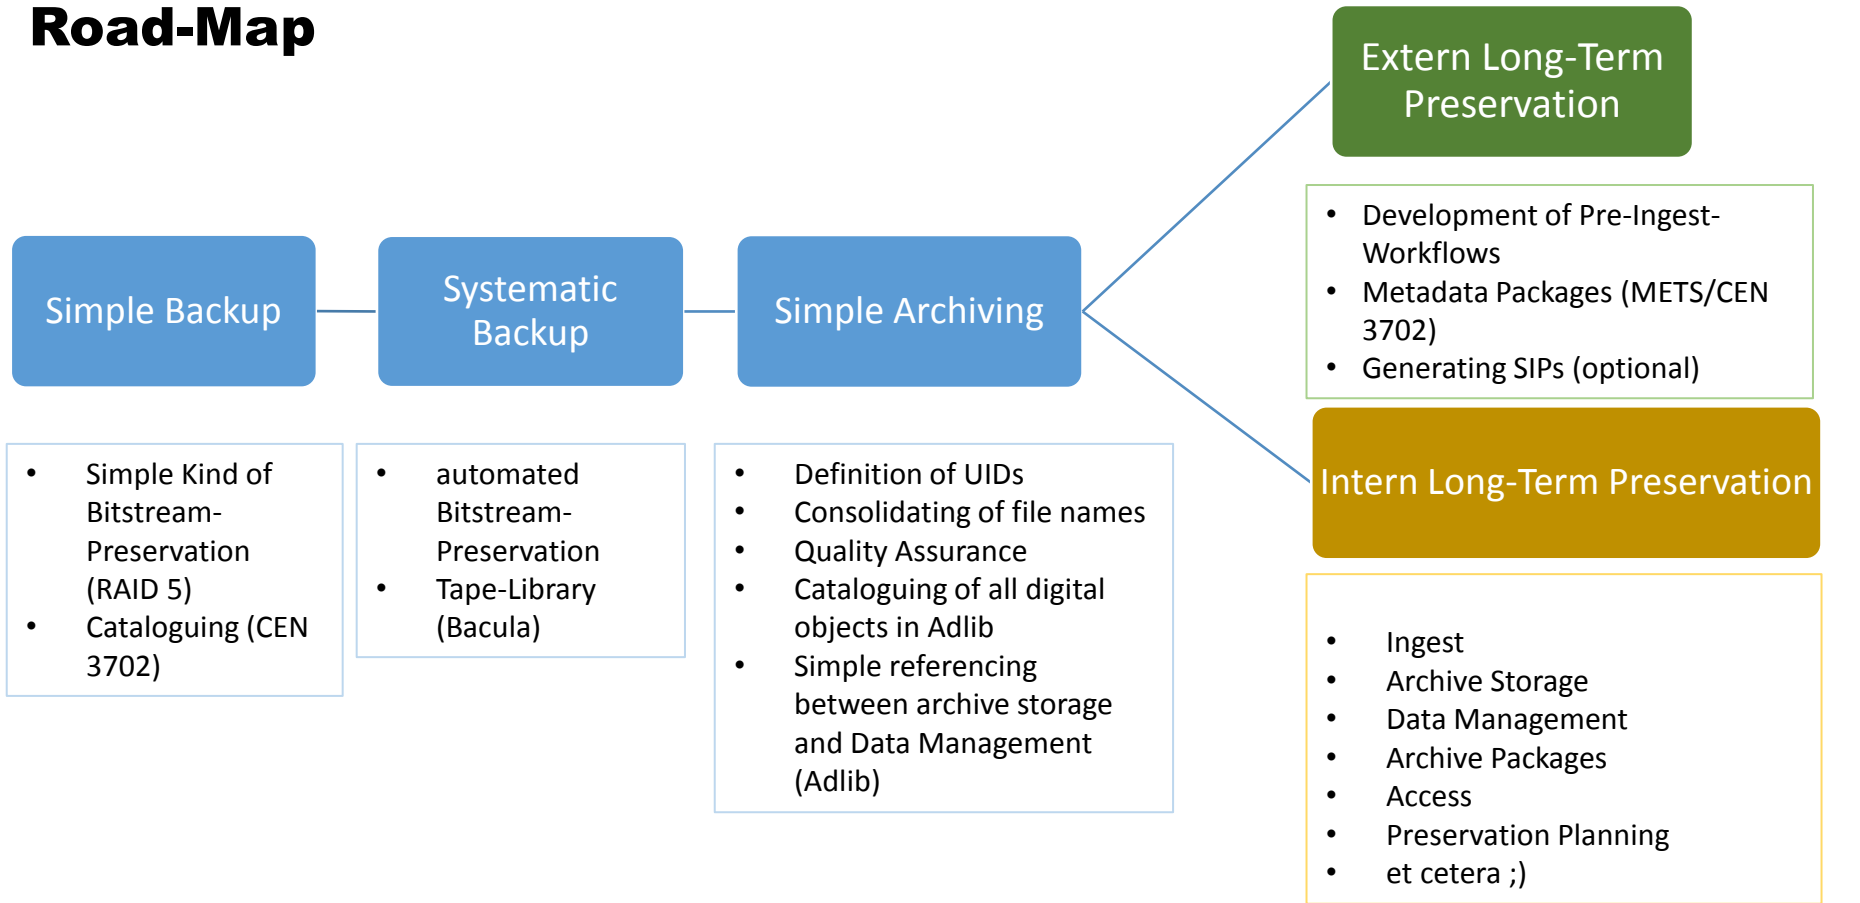 Road-Map
Simple Backup
• Simple Kind of
Bitstream-
Preservation
(RAID 5)
• Cataloguing (CEN
3702)
Systematic
Backup
• automated
Bitstream-
Preservation
• Tape-Library
(Bacula)
Simple Archiving
• Definition of UIDs
• Consolidating of file names
• Quality Assurance
• Cataloguing of all digital
objects in Adlib
• Simple referencing
between archive storage
and Data Management
(Adlib)
Extern Long-Term
Preservation
• Development of Pre-Ingest-
Workflows
• Metadata Packages (METS/CEN
3702)
• Generating SIPs (optional)
Intern Long-Term Preservation
• Ingest
• Archive Storage
• Data Management
• Archive Packages
• Access
• Preservation Planning
• et cetera ;)